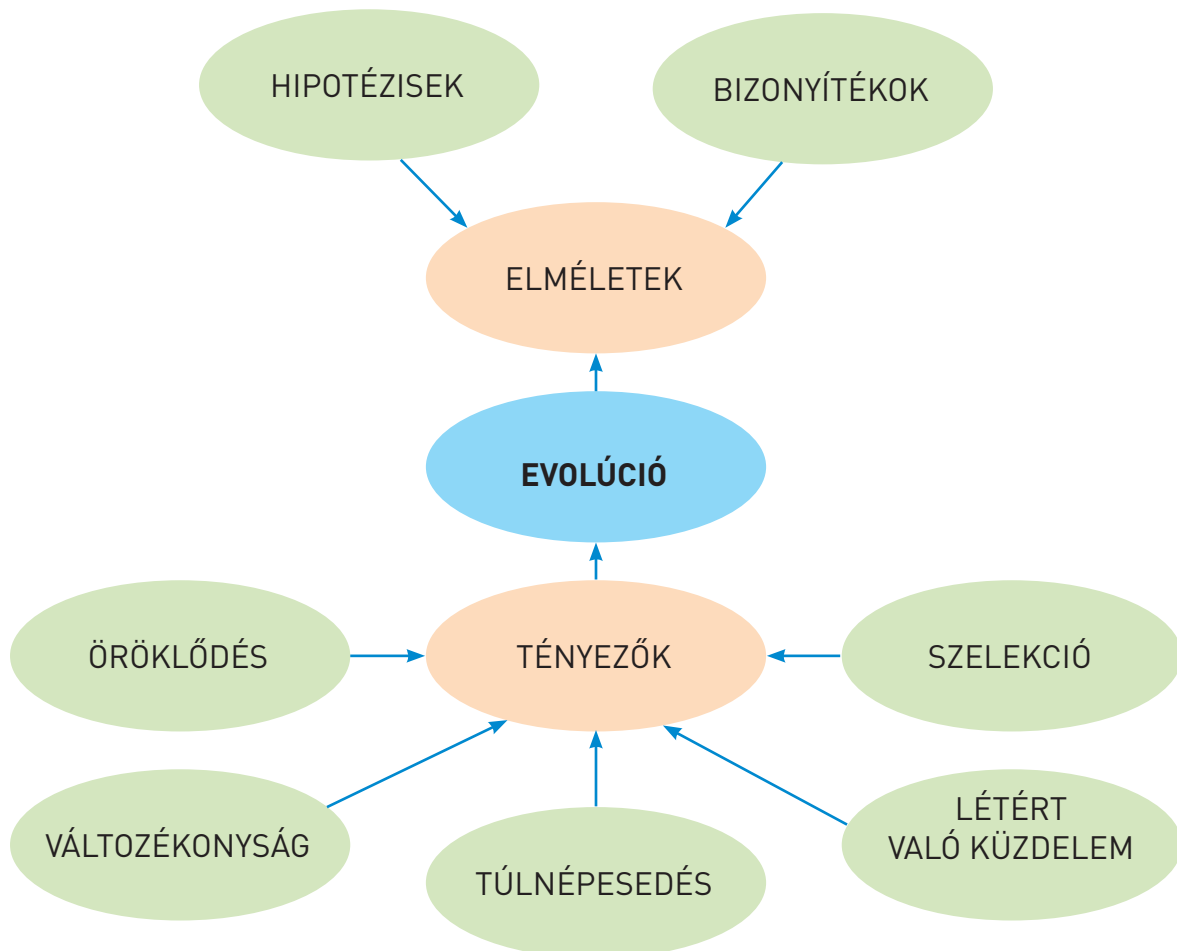 HIPOTÉZISEK
BIZONYÍTÉKOK
ELMÉLETEK
EVOLÚCIÓ
ÖRÖKLŐDÉS
TÉNYEZŐK
SZELEKCIÓ
VÁLTOZÉKONYSÁG
TÚLNÉPESEDÉS
LÉTÉRT
VALÓ KÜZDELEM